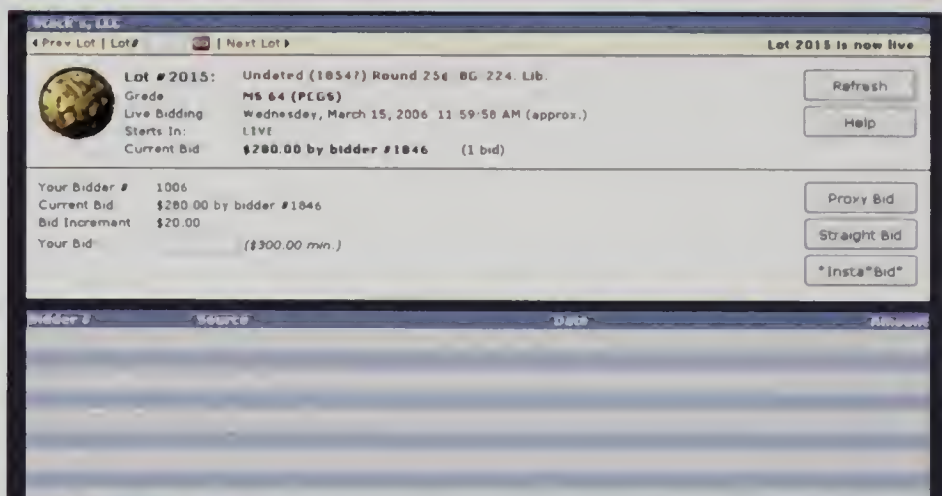 Stack's, LLC
Prev Lot | Lot# GO | Next Lot
Lot 2015 is now live
Lot #2015: Undated (1854?) Round 25¢ BG-224. Lib.
Grade MS 64 (PCGS)
Live Bidding Wednesday, March 15, 2006 11:59:58 AM (approx.)
Starts In: LIVE
Current Bid $280.00 by bidder #1846 (1 bid)
Refresh
Help
Your Bidder # 1006
Current Bid $280.00 by bidder #1846
Bid Increment $20.00
Your Bid ($300.00 min.)
Proxy Bid
Straight Bid
*Insta*Bid*
Bidder # Source Date Amount